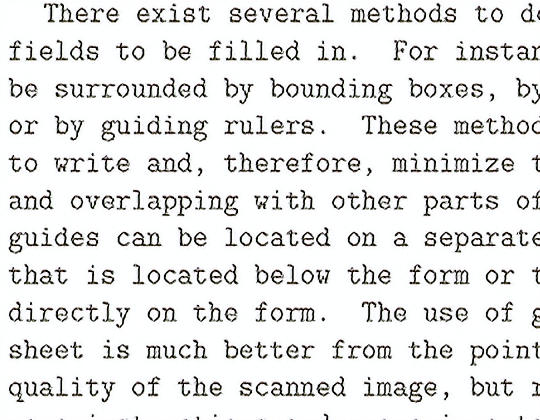 There exist several methods to
fields to be filled in. For
be surrounded by bounding boxes, by
or by guiding rulers. These
to write and, therefore, minimize
and overlapping with other parts of
guides can be located on a separate
that is located below the form or
directly on the form. The use of
sheet is much better from the point
quality of the scanned image, but